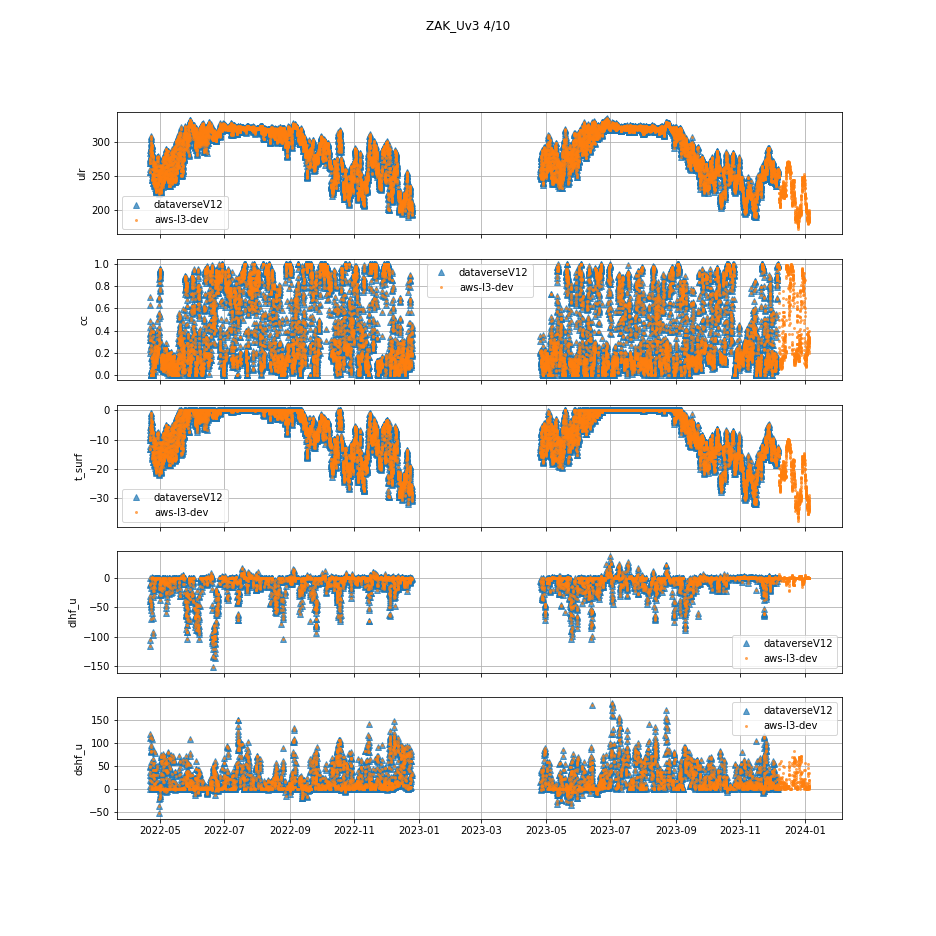 ZAK_Uv3 4/10
300
250
200
ulr
dataverseV12
aws-l3-dev
1.0
0.8
0.6
0.4
0.2
0.0
cc
dataverseV12
aws-l3-dev
0
−10
−20
−30
t_surf
dataverseV12
aws-l3-dev
0
−50
−100
−150
dlhf_u
dataverseV12
aws-l3-dev
150
100
50
0
−50
dshf_u
dataverseV12
aws-l3-dev
2022-05 2022-07 2022-09 2022-11 2023-01 2023-03 2023-05 2023-07 2023-09 2023-11 2024-01